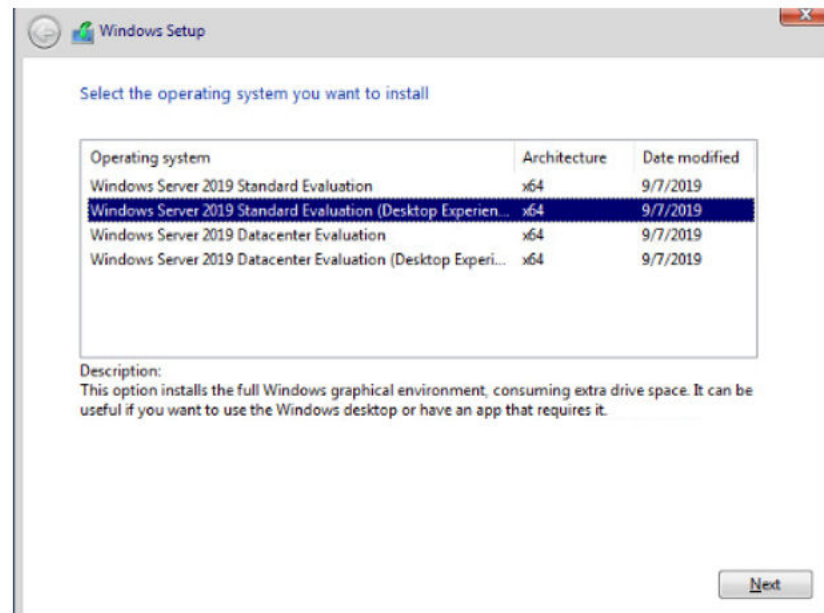 Windows Setup
Select the operating system you want to install
Operating system Architecture Date modified
Windows Server 2019 Standard Evaluation x64 9/7/2019
Windows Server 2019 Standard Evaluation (Desktop Experien... x64 9/7/2019
Windows Server 2019 Datacenter Evaluation x64 9/7/2019
Windows Server 2019 Datacenter Evaluation (Desktop Experi... x64 9/7/2019
Description:
This option installs the full Windows graphical environment, consuming extra drive space. It can be
useful if you want to use the Windows desktop or have an app that requires it.
Next